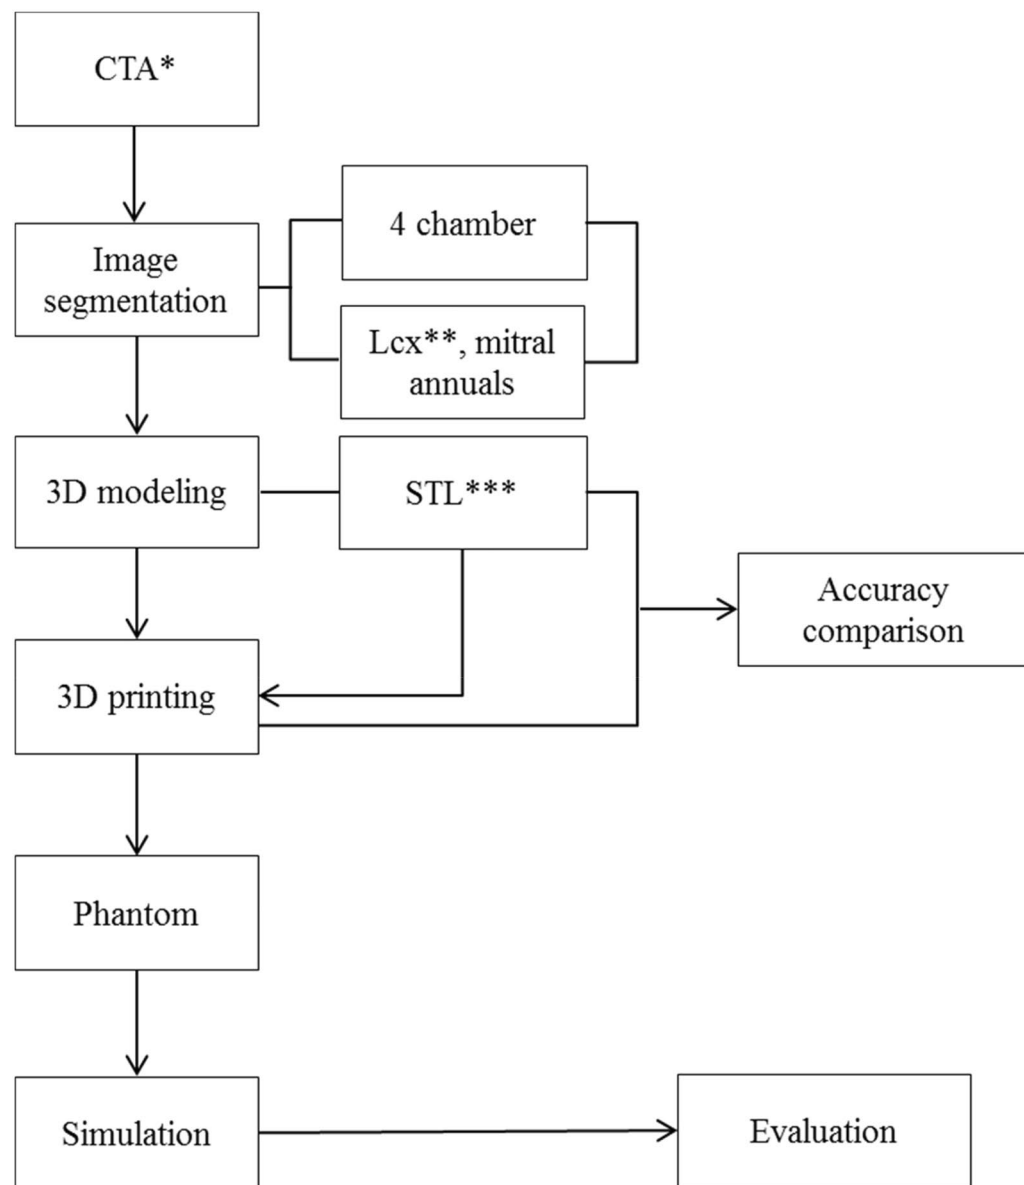 CTA*
4 chamber
Image
segmentation
Lcx**, mitral
annuals
3D modeling
STL***
Accuracy
comparison
3D printing
Phantom
Simulation
Evaluation